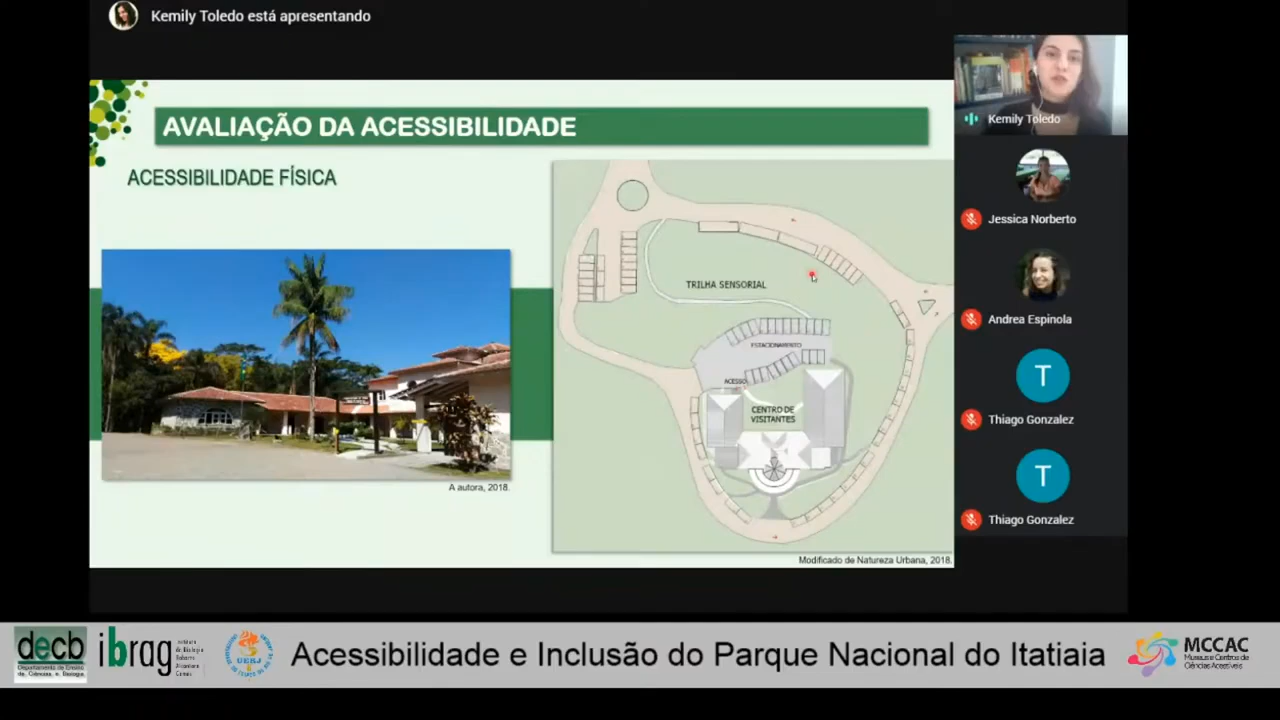 Kemily Toledo está apresentando
AVALIAÇÃO DA ACESSIBILIDADE
ACESSIBILIDADE FÍSICA
TRILHA SENSORIAL
ESTACIONAMENTO
ACESSO
CENTRO DE
VISITANTES
A autora, 2018.
Modificado de Natureza Urbana, 2018.
Kemily Toledo
Jessica Norberto
Andrea Espinola
T
Thiago Gonzalez
T
Thiago Gonzalez
decb
Departamento de Ensino
de Ciências e Biologia
ibrag
UERJ
Acessibilidade e Inclusão do Parque Nacional do Itatiaia
MCCAC
Museus e Centros de
Ciências Acessíveis